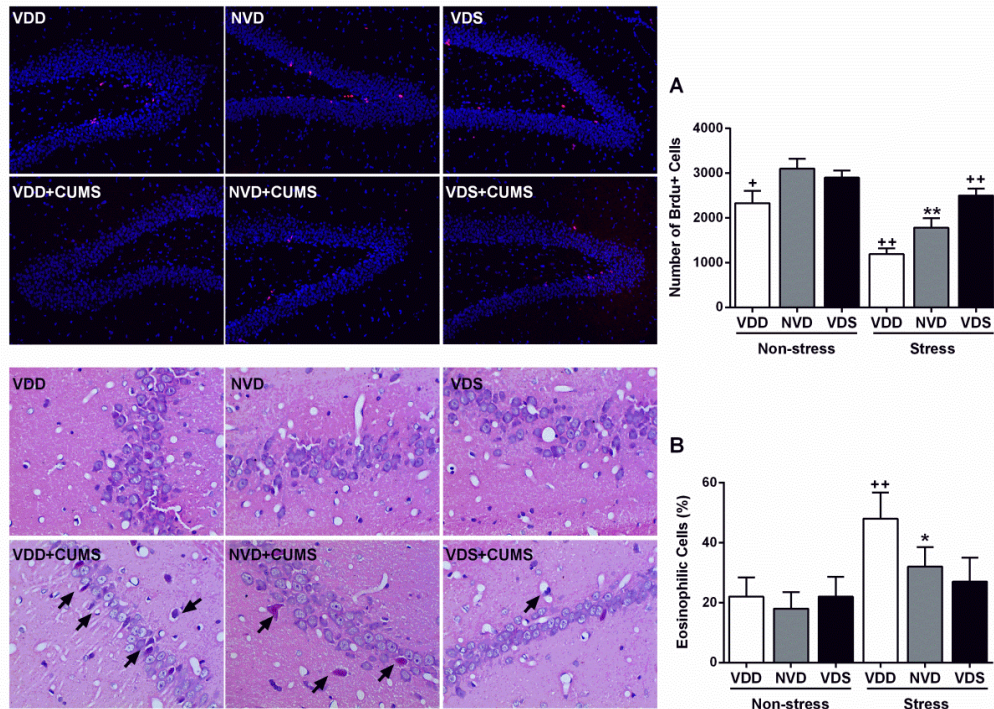 VDD NVD VDS
VDD+CUMS NVD+CUMS VDS+CUMS
A
Number of Brdu+ Cells
4000
3000
2000
1000
0
+
++
**
++
VDD NVD VDS VDD NVD VDS
Non-stress Stress
VDD NVD VDS
VDD+CUMS NVD+CUMS VDS+CUMS
B
Eosinophilic Cells (%)
60
40
20
0
++
*
VDD NVD VDS VDD NVD VDS
Non-stress Stress